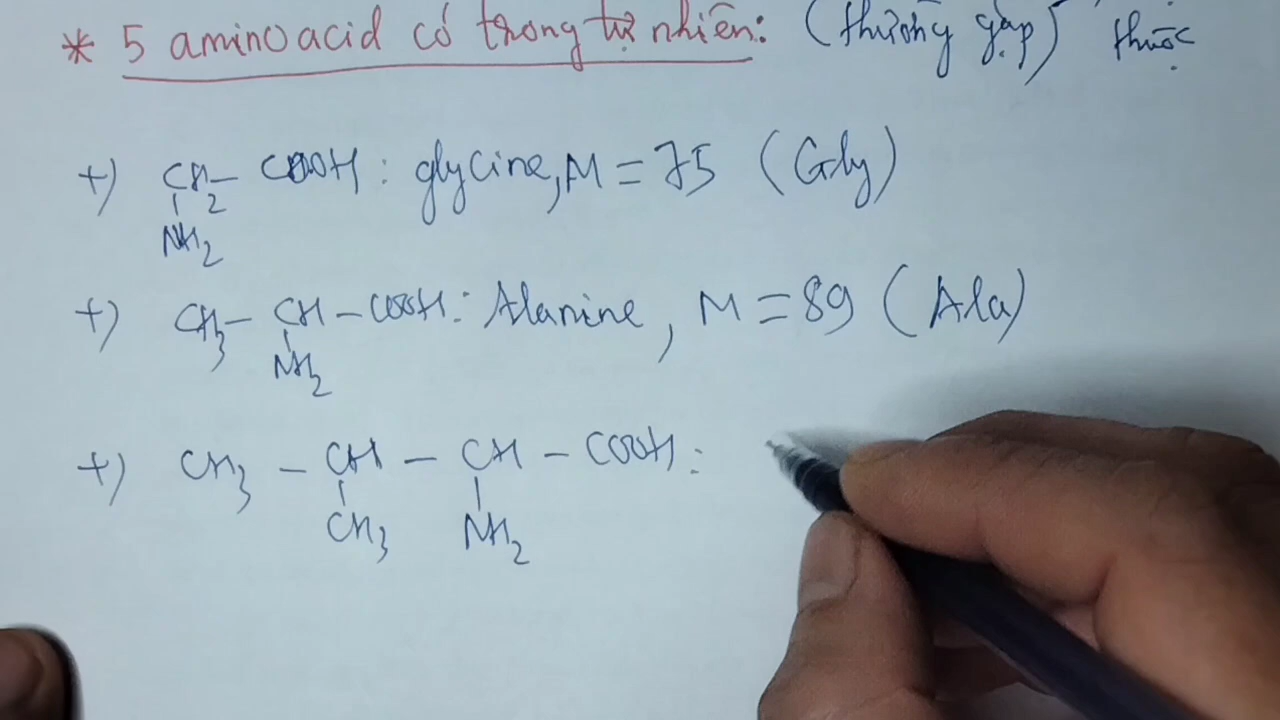 * 5 amino acid có trong tự nhiên: (thường gặp) thuộc
+) CH2 - COOH : glycine, M = 75 (Gly)
NH2
+) CH3 - CH - COOH : Alanine, M = 89 (Ala)
NH2
+) CH3 - CH - CH - COOH :
CH3 NH2